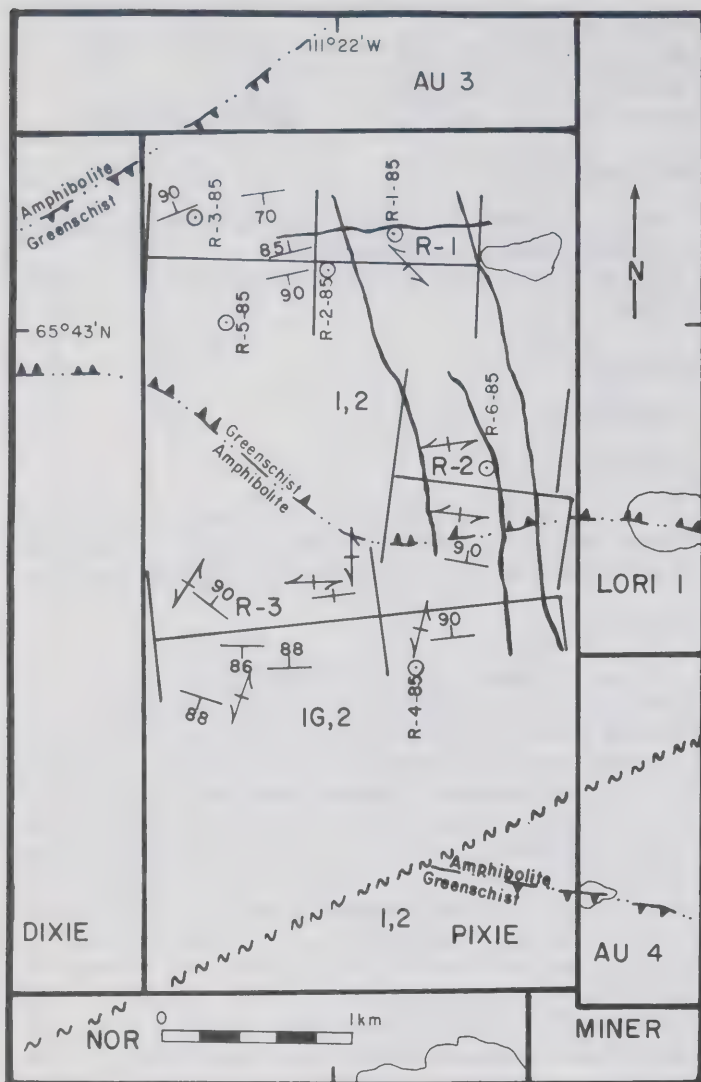 111°22'W
AU 3
Amphibolite
Greenschist
90
R-3-85
70
R-1-85
85
R-1
90
R-2-85
R-5-85
N
65°43'N
1,2
R-6-85
Greenschist
Amphibolite
R-2
90
LORI 1
90
R-3
90
86
88
88
1G,2
R-4-85
Amphibolite
Greenschist
1,2
DIXIE
PIXIE
AU 4
0
1km
NOR
MINER